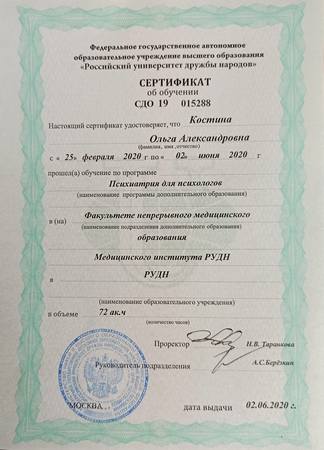 Федеральное государственное автономное
образовательное учреждение высшего образования
«Российский университет дружбы народов»
СЕРТИФИКАТ
об обучении
СДО 19 015288
Настоящий сертификат удостоверяет, что Костина
Ольга Александровна
(фамилия, имя, отчество)
с « 25» февраля 2020 г по « 02» июня 2020 г
прошел(а) обучение по программе
Психиатрия для психологов
(наименование программы дополнительного образования)
в (на) Факультете непрерывного медицинского
(наименование подразделения дополнительного образования)
образования
Медицинского института РУДН
в РУДН
(наименование образовательного учреждения)
в объеме 72 ак.ч
(количество часов)
Проректор Н.В. Таранкова
Руководитель подразделения А.С.Берёзкин
МОСКВА дата выдачи 02.06.2020 г.